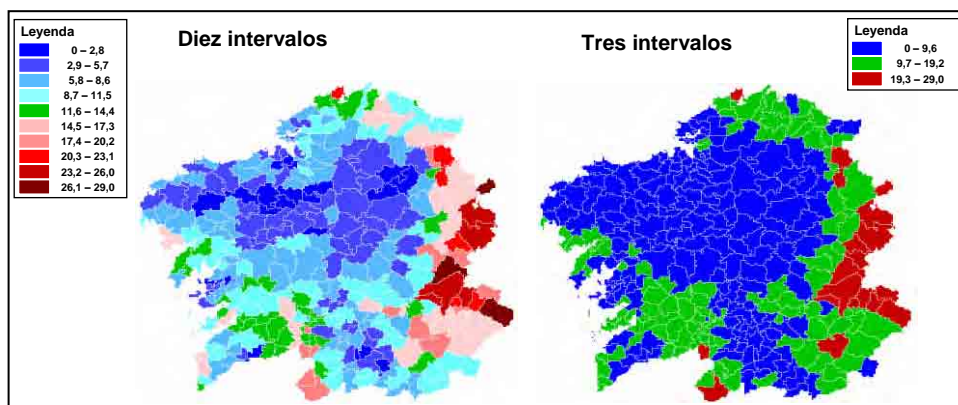 Leyenda
0 – 2,8
2,9 – 5,7
5,8 – 8,6
8,7 – 11,5
11,6 – 14,4
14,5 – 17,3
17,4 – 20,2
20,3 – 23,1
23,2 – 26,0
26,1 – 29,0
Diez intervalos
Tres intervalos
Leyenda
0 – 9,6
9,7 – 19,2
19,3 – 29,0